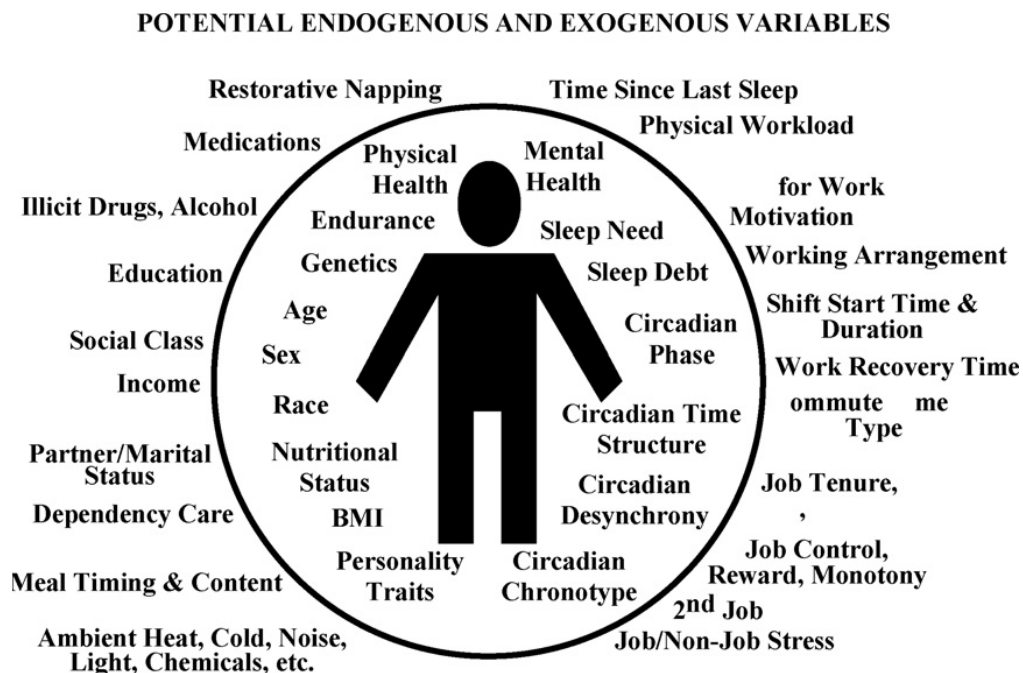 POTENTIAL ENDOGENOUS AND EXOGENOUS VARIABLES
Restorative Napping
Medications
Illicit Drugs, Alcohol
Education
Social Class
Income
Partner/Marital
Status
Dependency Care
Meal Timing & Content
Ambient Heat, Cold, Noise,
Light, Chemicals, etc.
Physical
Health
Endurance
Genetics
Age
Sex
Race
Nutritional
Status
BMI
Personality
Traits
Mental
Health
Sleep Need
Sleep Debt
Circadian
Phase
Circadian Time
Structure
Circadian
Desynchrony
Circadian
Chronotype
Time Since Last Sleep
Physical Workload
for Work
Motivation
Working Arrangement
Shift Start Time &
Duration
Work Recovery Time
ommute me
Type
Job Tenure,
,
Job Control,
Reward, Monotony
2nd Job
Job/Non-Job Stress